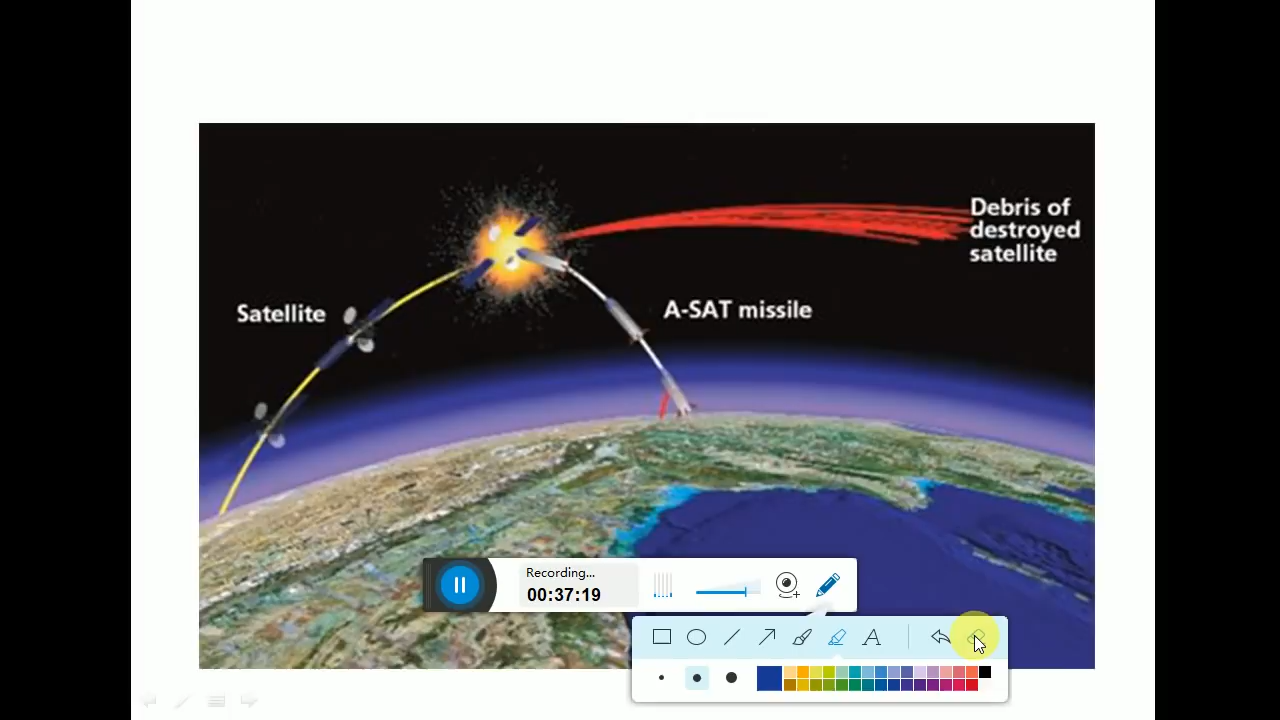 Debris of
destroyed
satellite
Satellite
A-SAT missile
Recording...
00:37:19
A